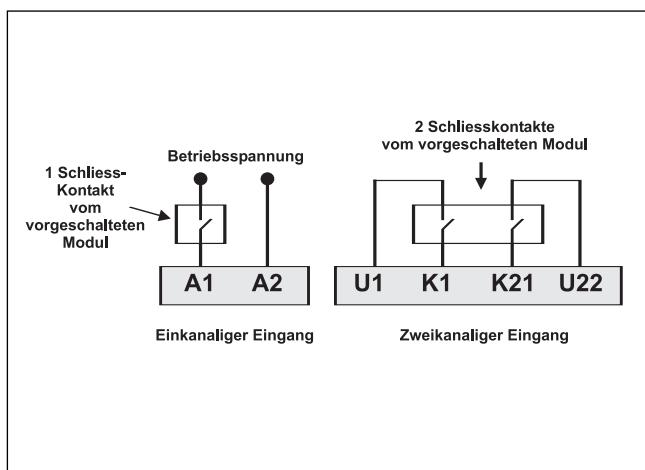 2 Schliesskontakte
vom vorgeschalteten Modul
Betriebsspannung
1 Schliess-
Kontakt
vom
vorgeschalteten
Modul
A1 A2
U1 K1 K21 U22
Einkanaliger Eingang
Zweikanaliger Eingang